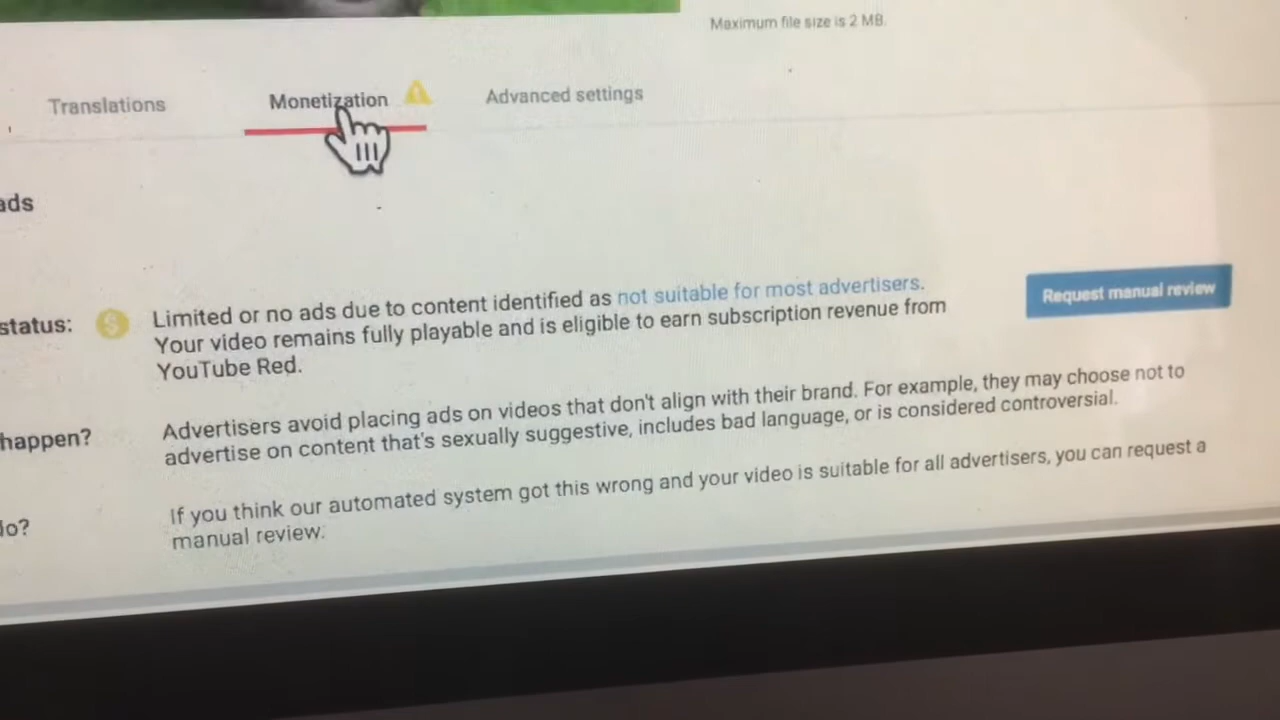 Maximum file size is 2 MB.
Translations Monetization Advanced settings
ads
status: Limited or no ads due to content identified as not suitable for most advertisers.
Your video remains fully playable and is eligible to earn subscription revenue from
YouTube Red.
Request manual review
happen? Advertisers avoid placing ads on videos that don't align with their brand. For example, they may choose not to
advertise on content that's sexually suggestive, includes bad language, or is considered controversial.
do? If you think our automated system got this wrong and your video is suitable for all advertisers, you can request a
manual review.